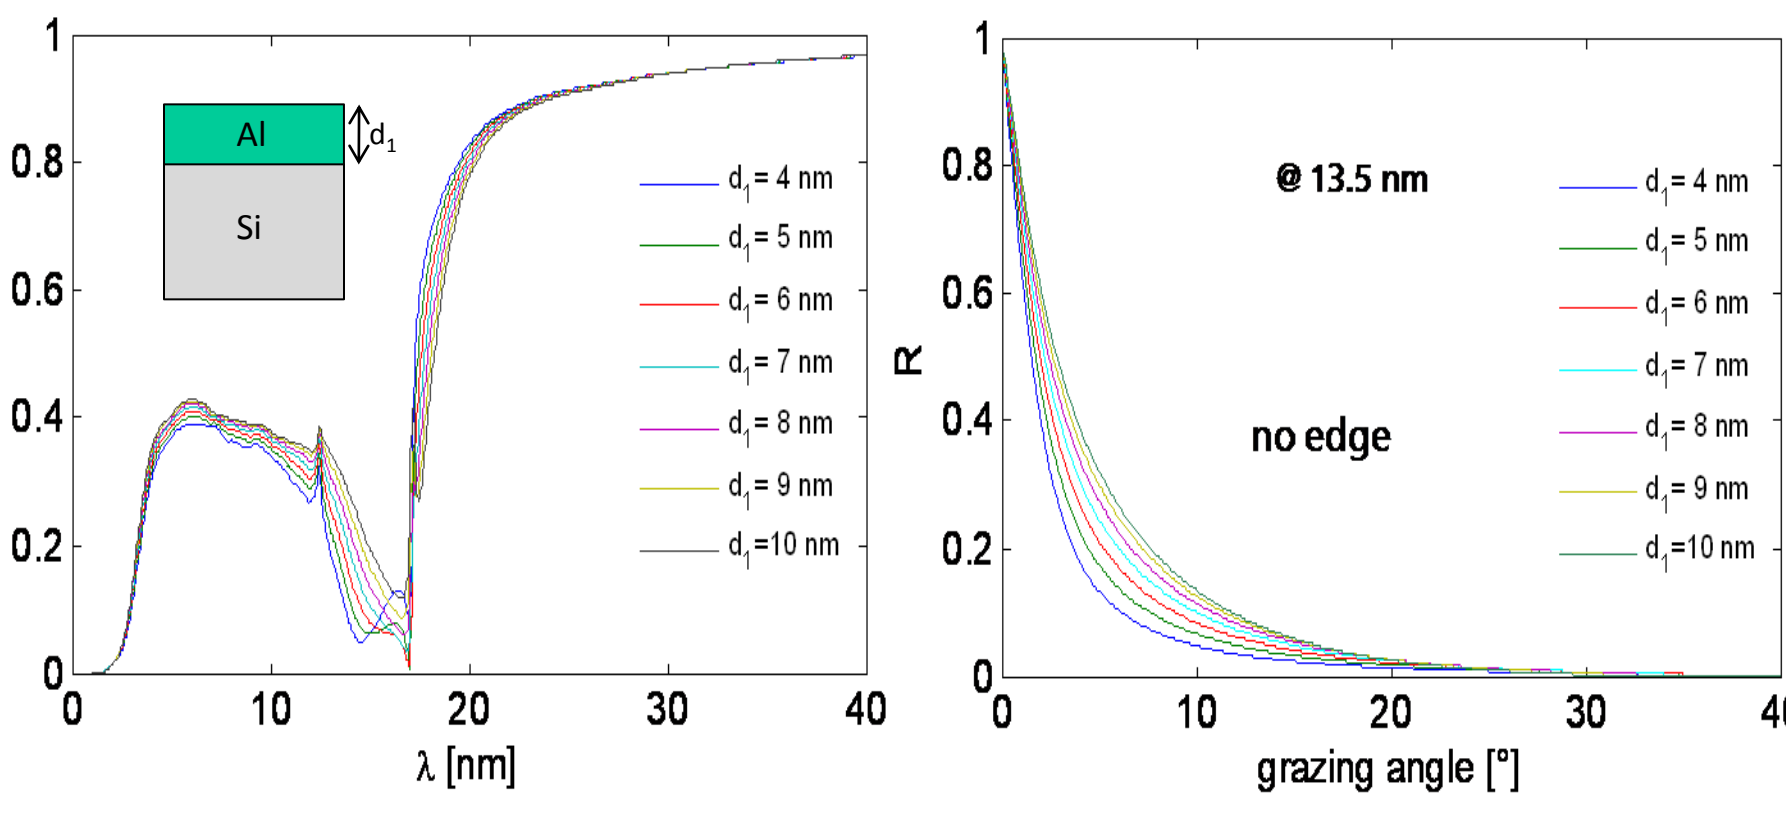 1
0.8
0.6
0.4
0.2
0
0
10
20
30
40
λ [nm]
Al
d1
Si
d1= 4 nm
d1= 5 nm
d1= 6 nm
d1= 7 nm
d1= 8 nm
d1= 9 nm
d1=10 nm
R
1
0.8
0.6
0.4
0.2
0
0
10
20
30
40
grazing angle [°]
@ 13.5 nm
no edge
d1= 4 nm
d1= 5 nm
d1= 6 nm
d1= 7 nm
d1= 8 nm
d1= 9 nm
d1=10 nm